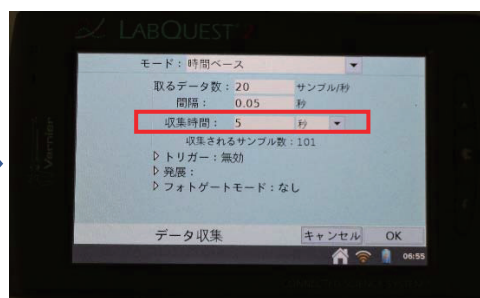 LABQUEST
モード：時間ベース
取るデータ数：20 サンプル/秒
間隔： 0.05 秒
収集時間： 5 秒
収集されるサンプル数：101
トリガー：無効
発展：
フォトゲートモード：なし
データ収集 キャンセル OK
06:55
Vernier